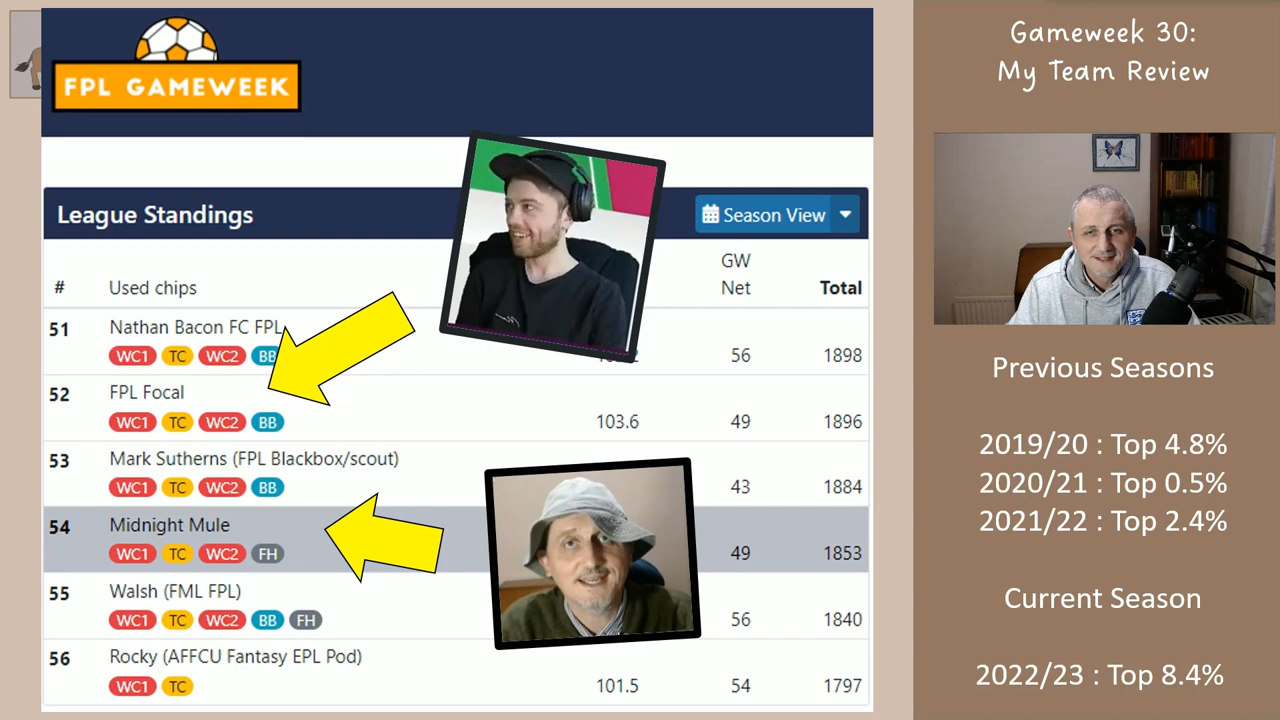 FPL GAMEWEEK
League Standings
Season View
# Used chips GW Net Total
51 Nathan Bacon FC FPL
WC1 TC WC2 BB 56 1898
52 FPL Focal
WC1 TC WC2 BB 103.6 49 1896
53 Mark Sutherns (FPL Blackbox/scout)
WC1 TC WC2 BB 43 1884
54 Midnight Mule
WC1 TC WC2 FH 49 1853
55 Walsh (FML FPL)
WC1 TC WC2 BB FH 56 1840
56 Rocky (AFFCU Fantasy EPL Pod)
WC1 TC 101.5 54 1797
Gameweek 30:
My Team Review
Previous Seasons
2019/20 : Top 4.8%
2020/21 : Top 0.5%
2021/22 : Top 2.4%
Current Season
2022/23 : Top 8.4%